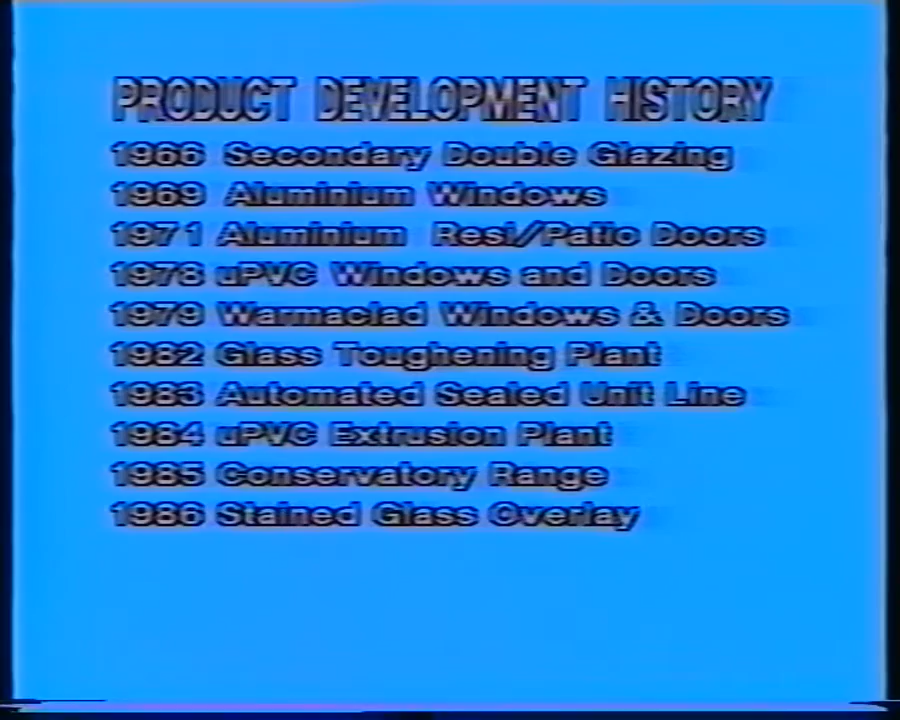 PRODUCT DEVELOPMENT HISTORY
1966 Secondary Double Glazing
1969 Aluminium Windows
1971 Aluminium Resi/Patio Doors
1978 uPVC Windows and Doors
1979 Warmaclad Windows & Doors
1982 Glass Toughening Plant
1983 Automated Sealed Unit Line
1984 uPVC Extrusion Plant
1985 Conservatory Range
1986 Stained Glass Overlay